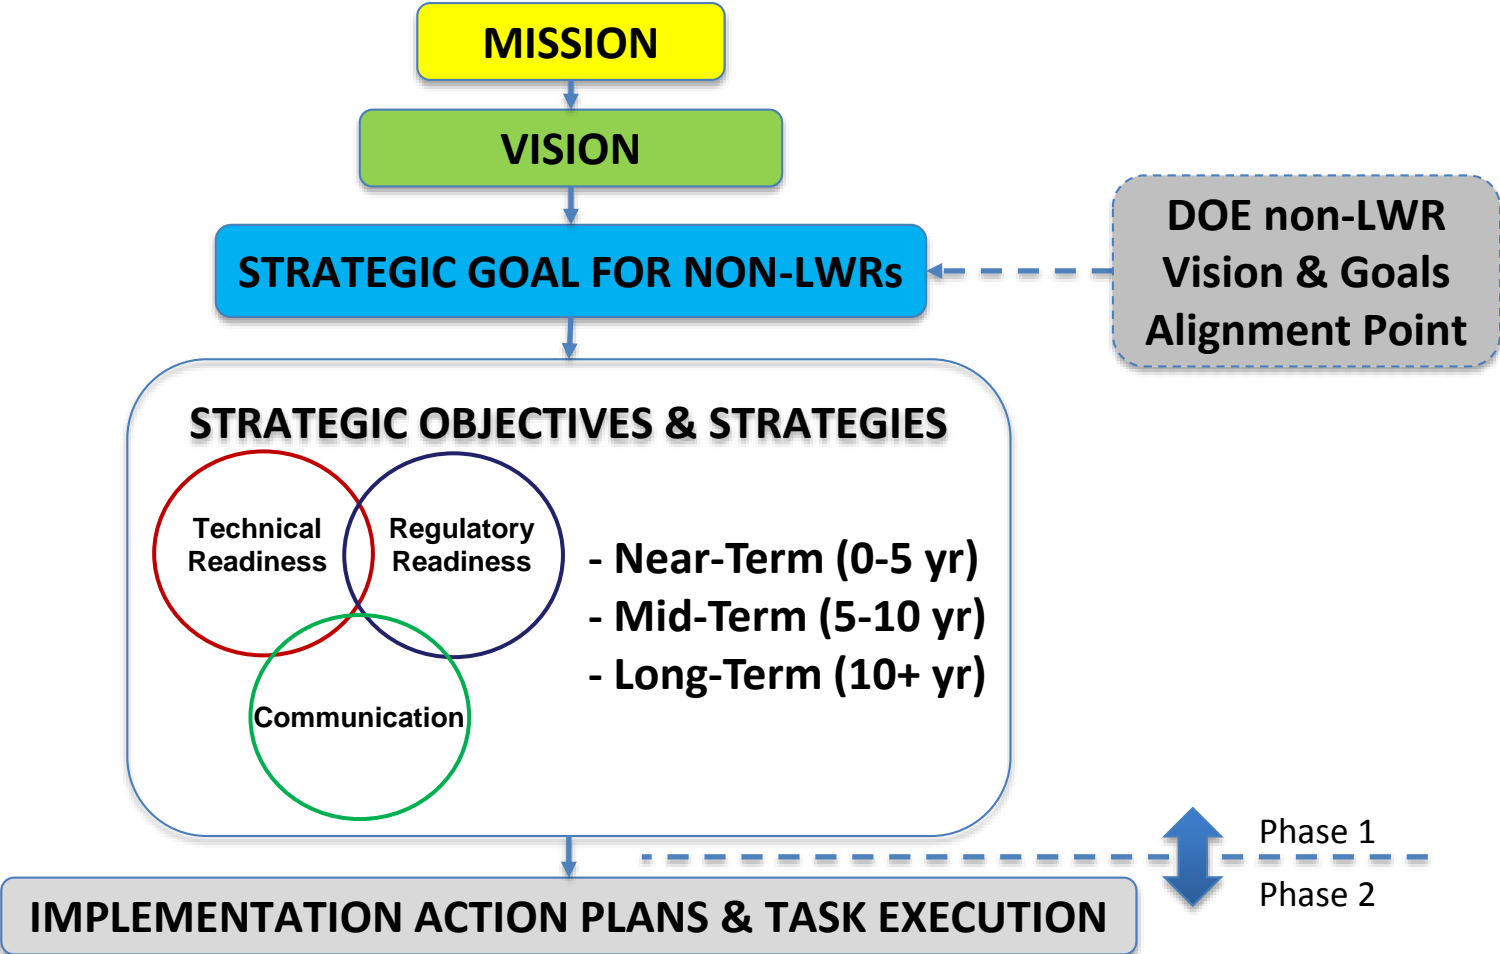 MISSION
VISION
STRATEGIC GOAL FOR NON-LWRs
DOE non-LWR
Vision & Goals
Alignment Point
STRATEGIC OBJECTIVES & STRATEGIES
Technical
Readiness
Regulatory
Readiness
Communication
- Near-Term (0-5 yr)
- Mid-Term (5-10 yr)
- Long-Term (10+ yr)
Phase 1
Phase 2
IMPLEMENTATION ACTION PLANS & TASK EXECUTION